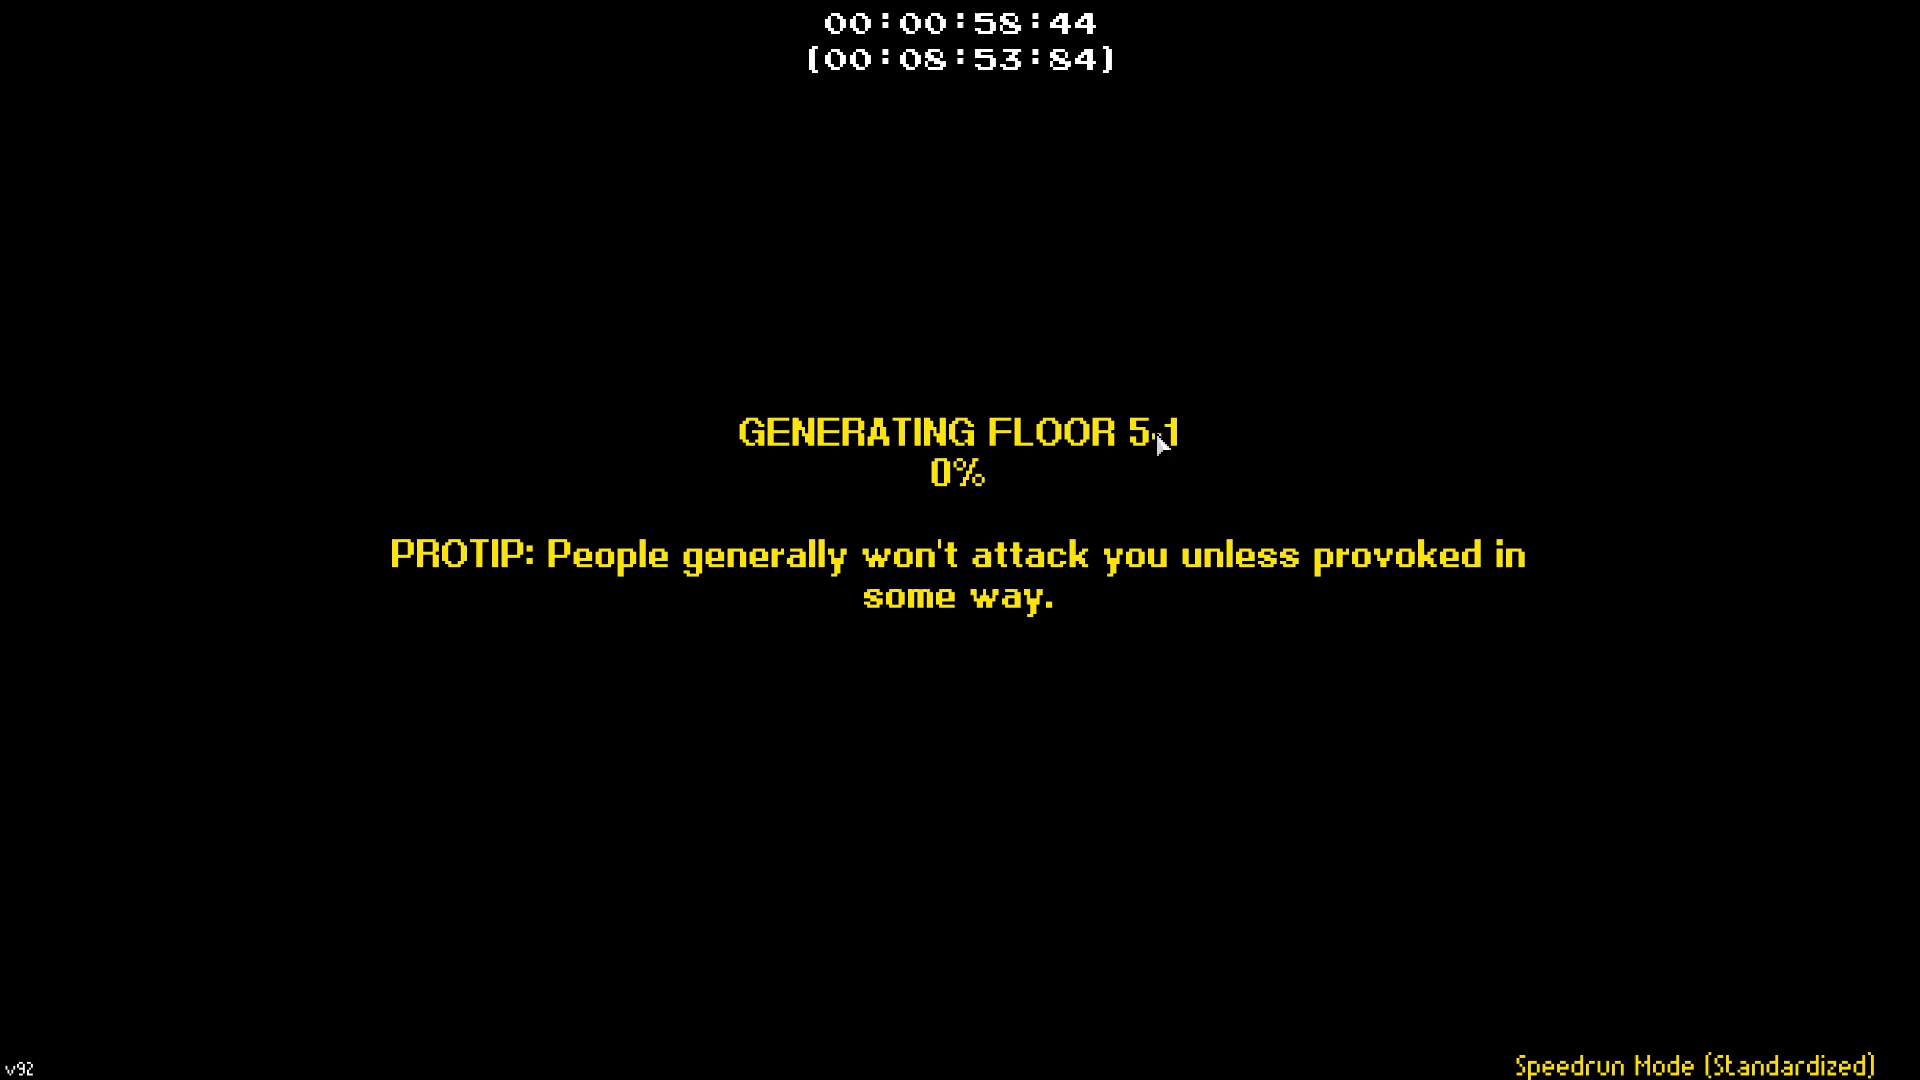 00:00:58:44
[00:08:53:84]
GENERATING FLOOR 5-1
0%
PROTIP: People generally won't attack you unless provoked in
some way.
v92
Speedrun Mode (Standardized)